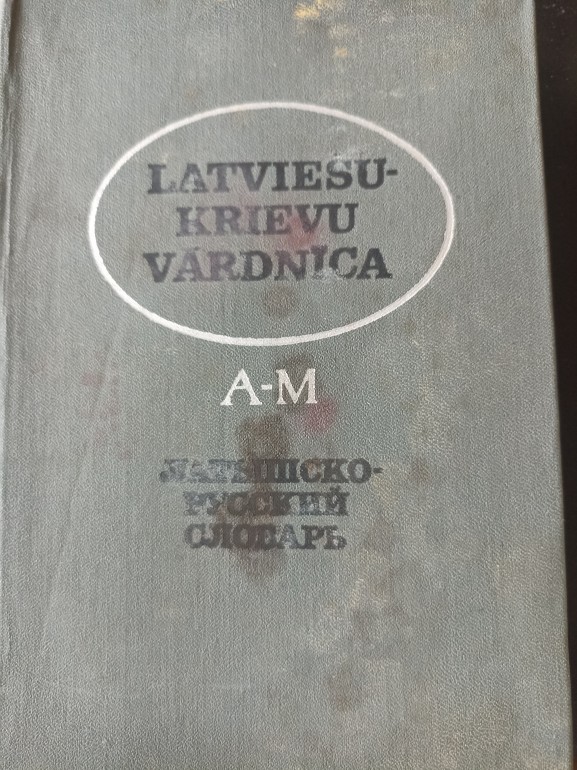 LATVIEŠU-
KRIEVU
VĀRDNĪCA
A-M
ЛАТЫШСКО-
РУССКИЙ
СЛОВАРЬ